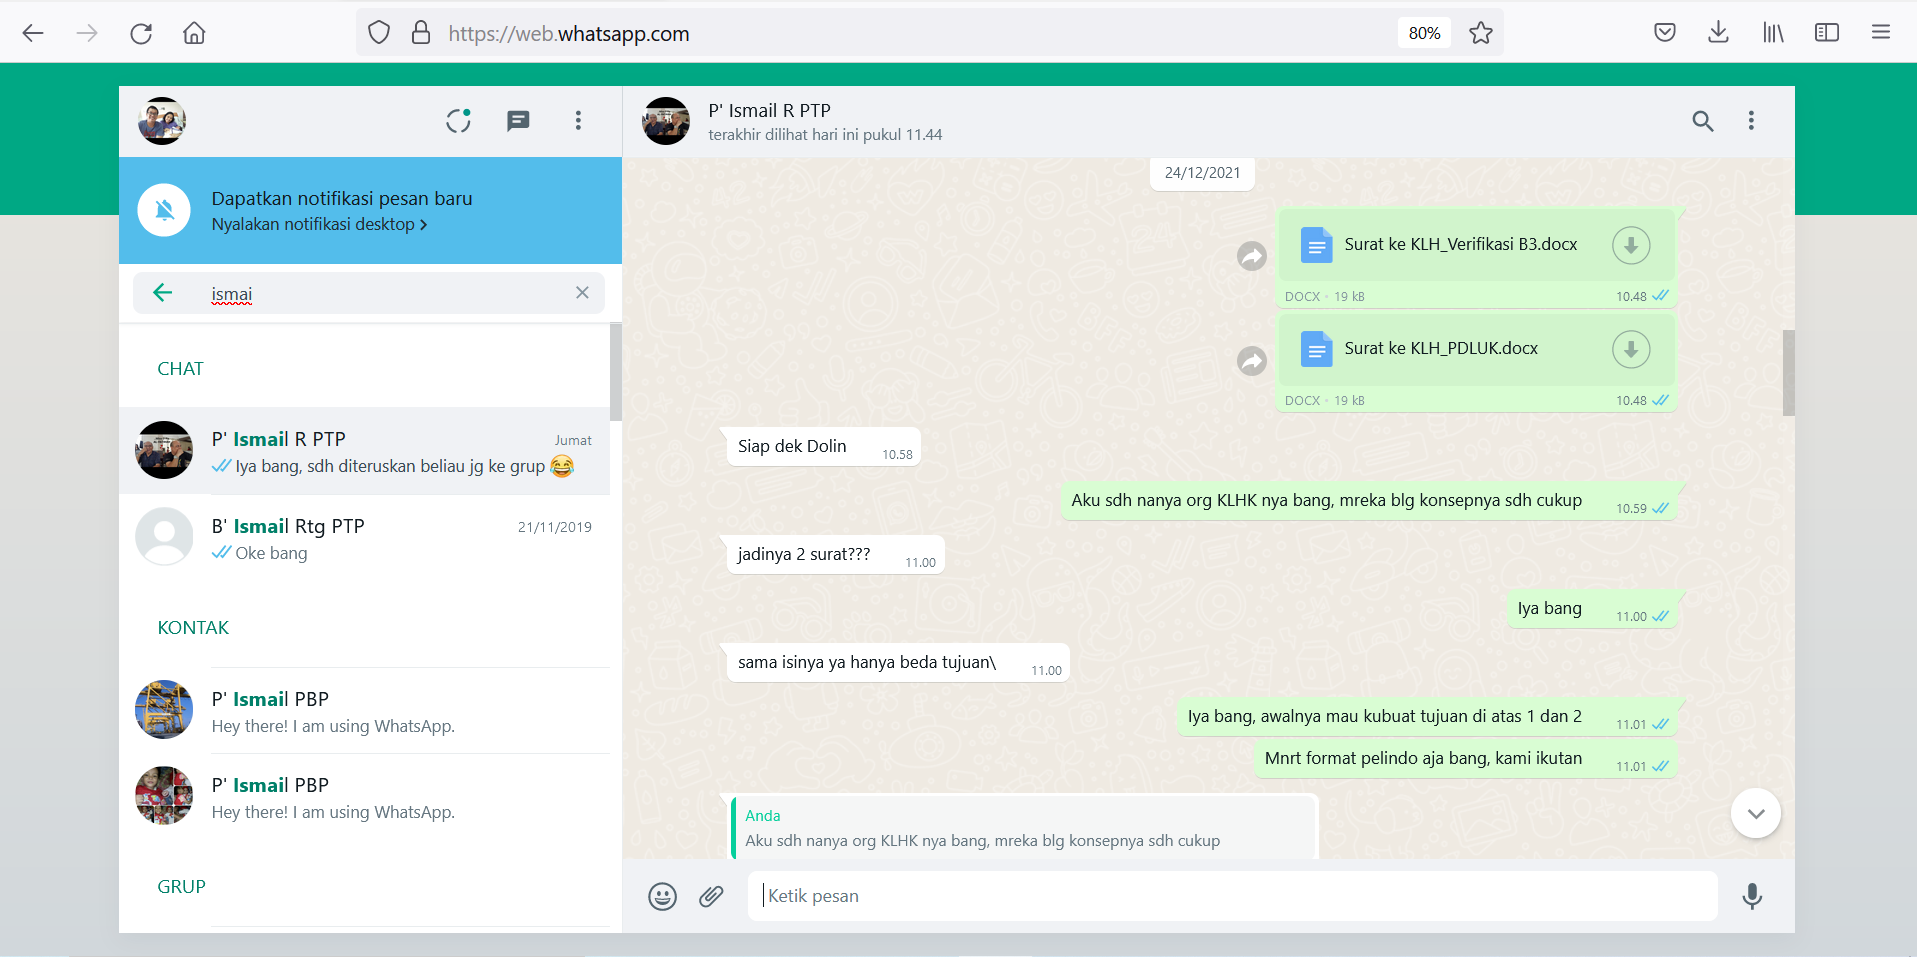 https://web.whatsapp.com
80%
Dapatkan notifikasi pesan baru
Nyalakan notifikasi desktop
ismai
CHAT
P' Ismail R PTP
Jumat
Iya bang, sdh diteruskan beliau jg ke grup 😂
B' Ismail Rtg PTP
21/11/2019
Oke bang
KONTAK
P' Ismail PBP
Hey there! I am using WhatsApp.
P' Ismail PBP
Hey there! I am using WhatsApp.
GRUP
P' Ismail R PTP
terakhir dilihat hari ini pukul 11.44
24/12/2021
Surat ke KLH_Verifikasi B3.docx
DOCX • 19 kB
10.48
Surat ke KLH_PDLUK.docx
DOCX • 19 kB
10.48
Siap dek Dolin
10.58
Aku sdh nanya org KLHK nya bang, mreka blg konsepnya sdh cukup
10.59
jadinya 2 surat???
11.00
Iya bang
11.00
sama isinya ya hanya beda tujuan\
11.00
Iya bang, awalnya mau kubuat tujuan di atas 1 dan 2
11.01
Mnrt format pelindo aja bang, kami ikutan
11.01
Anda
Aku sdh nanya org KLHK nya bang, mreka blg konsepnya sdh cukup
Ketik pesan